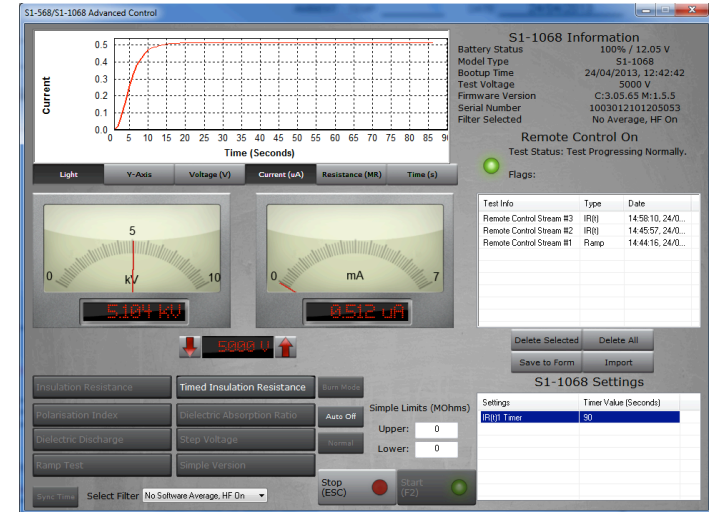 S1-568/S1-1068 Advanced Control
0.5
0.4
0.3
0.2
0.1
0.0
Current
0 5 10 15 20 25 30 35 40 45 50 55 60 65 70 75 80 85 9
Time (Seconds)
Light Y-Axis Voltage (V) Current (uA) Resistance (MR) Time (s)
5
0 kV 10
5.104 kV
0 mA 7
0.512 uA
5000 V
Insulation Resistance Timed Insulation Resistance Burn Mode
Polarisation Index Dielectric Absorption Ratio Auto Off
Dielectric Discharge Step Voltage Normal
Ramp Test Simple Version
Simple Limits (MOhms)
Upper: 0
Lower: 0
Sync Time Select Filter No Software Average, HF On
Stop (ESC)
Start (F2)
S1-1068 Information
Battery Status 100% / 12.05 V
Model Type S1-1068
Bootup Time 24/04/2013, 12:42:42
Test Voltage 5000 V
Firmware Version C:3.05.65 M:1.5.5
Serial Number 1003012101205053
Filter Selected No Average, HF On
Remote Control On
Test Status: Test Progressing Normally.
Flags:
Test Info Type Date
Remote Control Stream #3 IR(t) 14:58:10, 24/0...
Remote Control Stream #2 IR(t) 14:45:57, 24/0...
Remote Control Stream #1 Ramp 14:44:16, 24/0...
Delete Selected Delete All
Save to Form Import
S1-1068 Settings
Settings Timer Value (Seconds)
IR(t)1 Timer 90